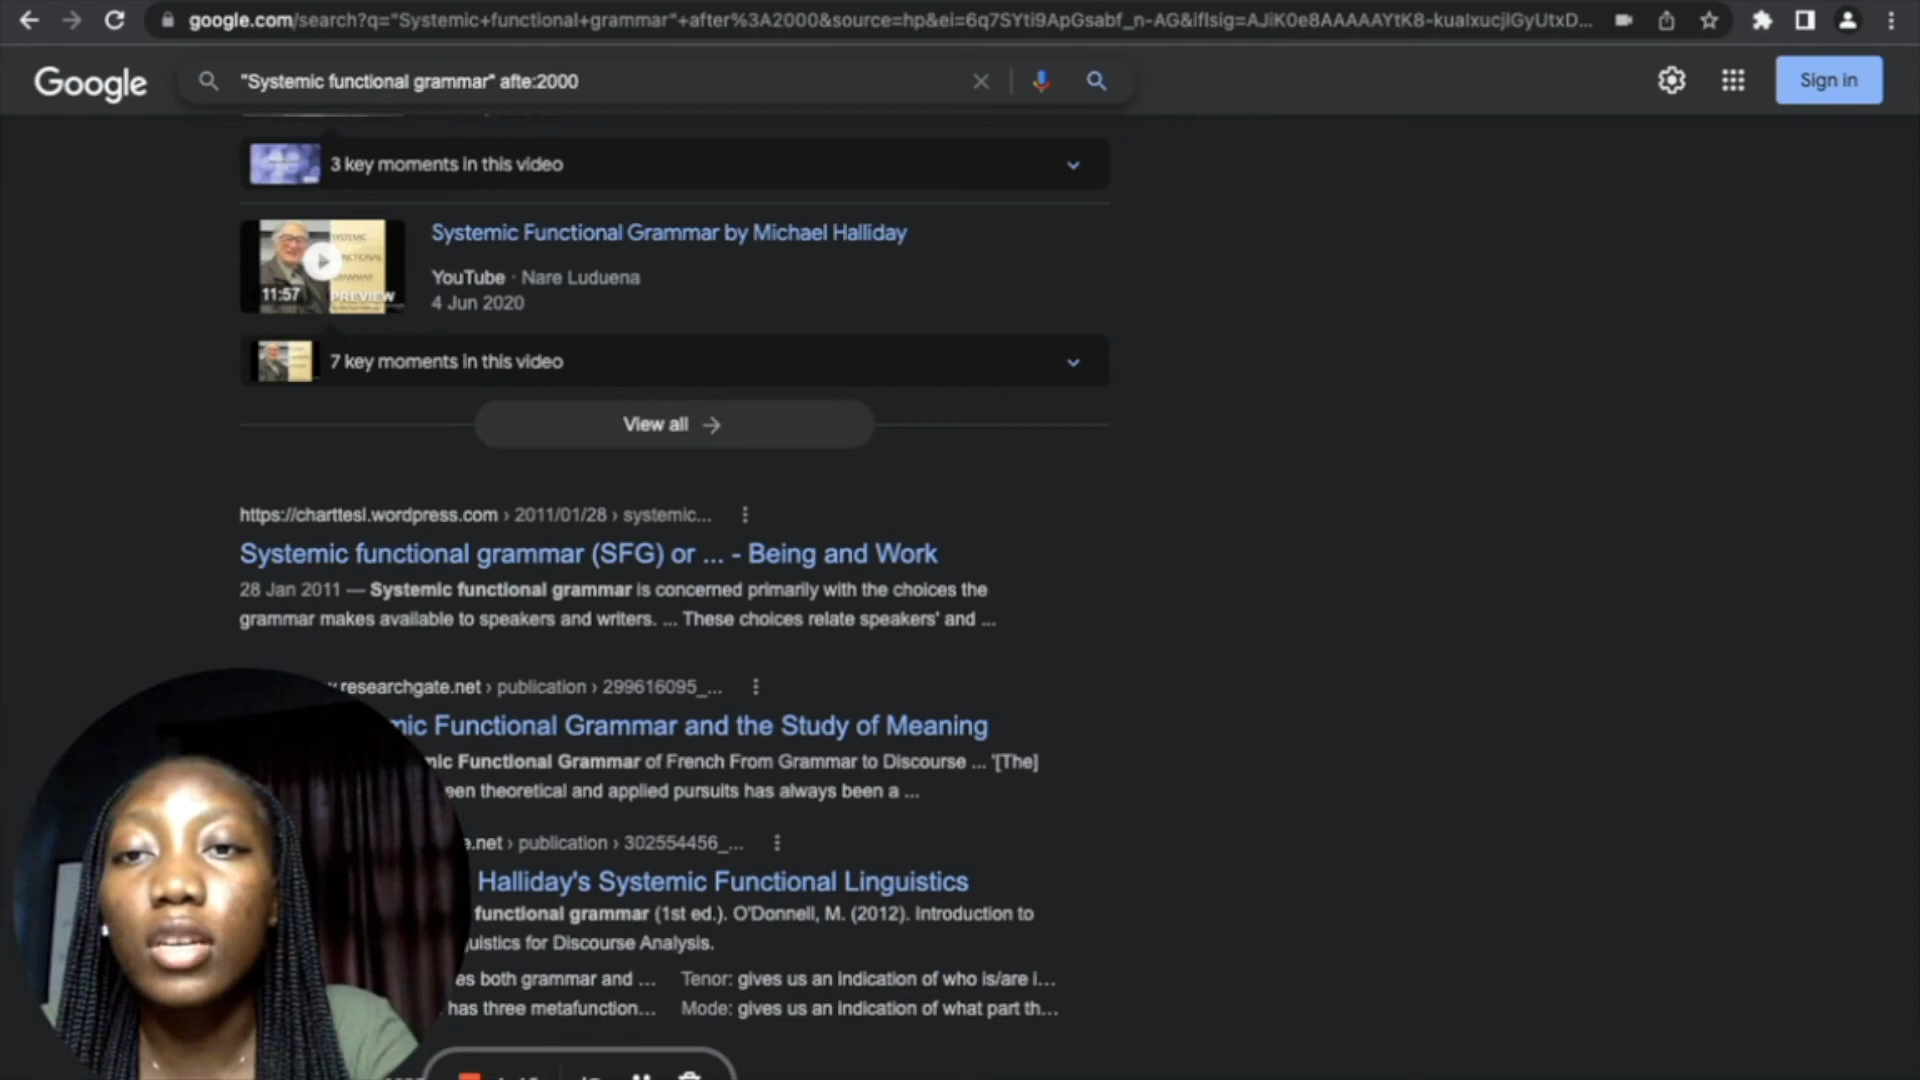 google.com/search?q="Systemic+functional+grammar"+after%3A2000&source=hp&ei=6q7SYti9ApGsabf_n-AG&iflsig=AJiK0e8AAAAAYtK8-kualxucjlGyUtxD...
Google
"Systemic functional grammar" afte:2000
Sign in
3 key moments in this video
Systemic Functional Grammar by Michael Halliday
YouTube · Nare Luduena
4 Jun 2020
11:57
PREVIEW
7 key moments in this video
View all
https://charttesl.wordpress.com › 2011/01/28 › systemic...
Systemic functional grammar (SFG) or ... - Being and Work
28 Jan 2011 — Systemic functional grammar is concerned primarily with the choices the
grammar makes available to speakers and writers. ... These choices relate speakers' and ...
researchgate.net › publication › 299616095_...
mic Functional Grammar and the Study of Meaning
mic Functional Grammar of French From Grammar to Discourse ... '[The]
een theoretical and applied pursuits has always been a ...
e.net › publication › 302554456_...
Halliday's Systemic Functional Linguistics
functional grammar (1st ed.). O'Donnell, M. (2012). Introduction to
uistics for Discourse Analysis.
es both grammar and ... Tenor: gives us an indication of who is/are i...
has three metafunction... Mode: gives us an indication of what part th...